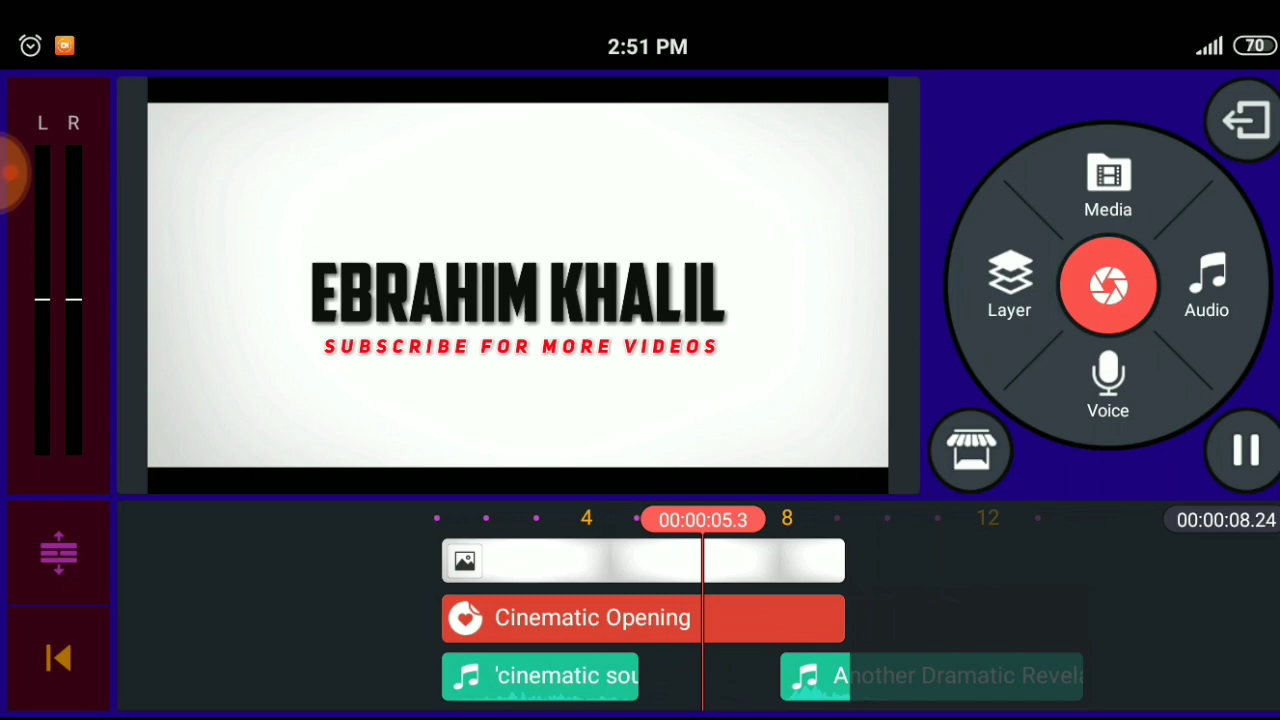 2:51 PM
70
L R
EBRAHIM KHALIL
SUBSCRIBE FOR MORE VIDEOS
Media
Layer
Audio
Voice
4
00:00:05.3
8
12
00:00:08.24
Cinematic Opening
'cinematic sou
Another Dramatic Revela